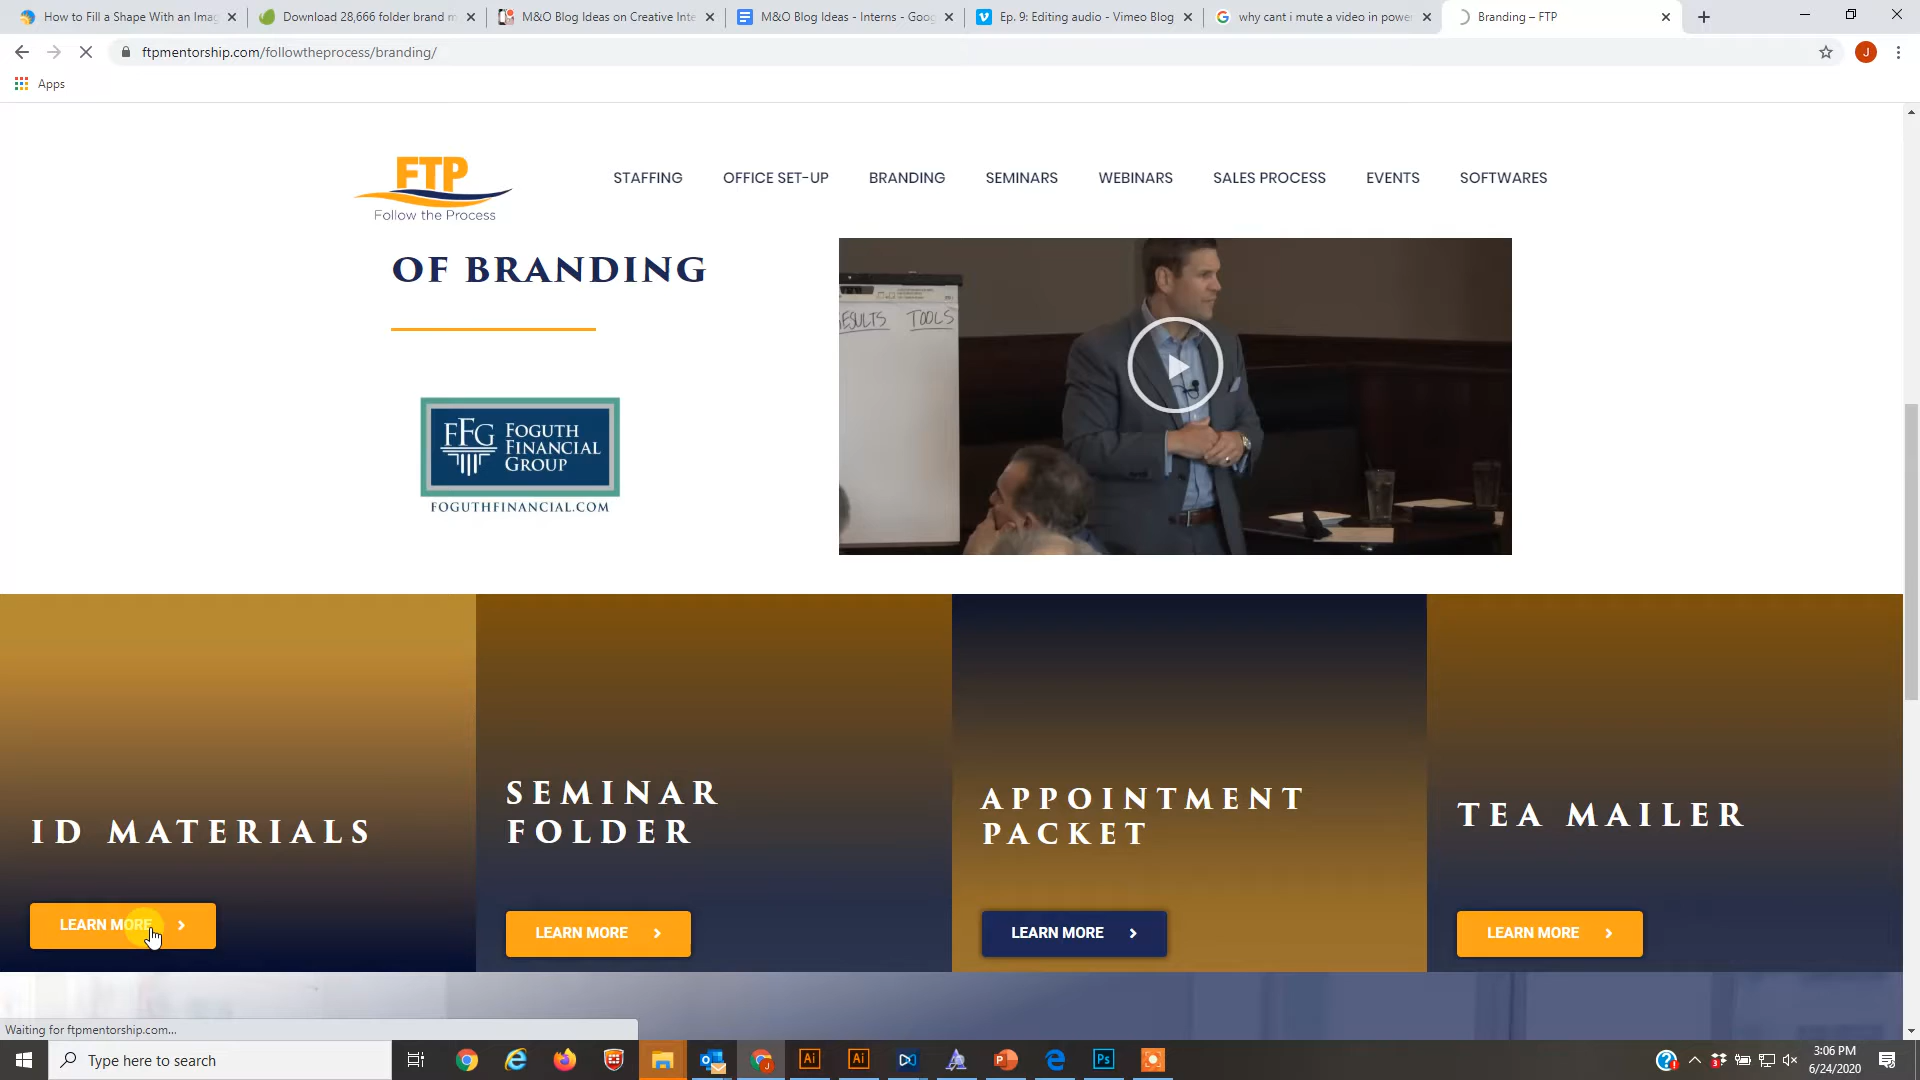 How to Fill a Shape With an Imag
Download 28,666 folder brand m
M&O Blog Ideas on Creative Inte
M&O Blog Ideas - Interns - Goog
Ep. 9: Editing audio - Vimeo Blog
why cant i mute a video in power
Branding – FTP
ftpmentorship.com/followtheprocess/branding/
J
Apps
FTP
Follow the Process
STAFFING
OFFICE SET-UP
BRANDING
SEMINARS
WEBINARS
SALES PROCESS
EVENTS
SOFTWARES
OF BRANDING
RESULTS TOOLS
FFG FOGUTH
FINANCIAL
GROUP
FOGUTHFINANCIAL.COM
ID MATERIALS
LEARN MORE
SEMINAR
FOLDER
LEARN MORE
APPOINTMENT
PACKET
LEARN MORE
TEA MAILER
LEARN MORE
Waiting for ftpmentorship.com...
Type here to search
3:06 PM
6/24/2020